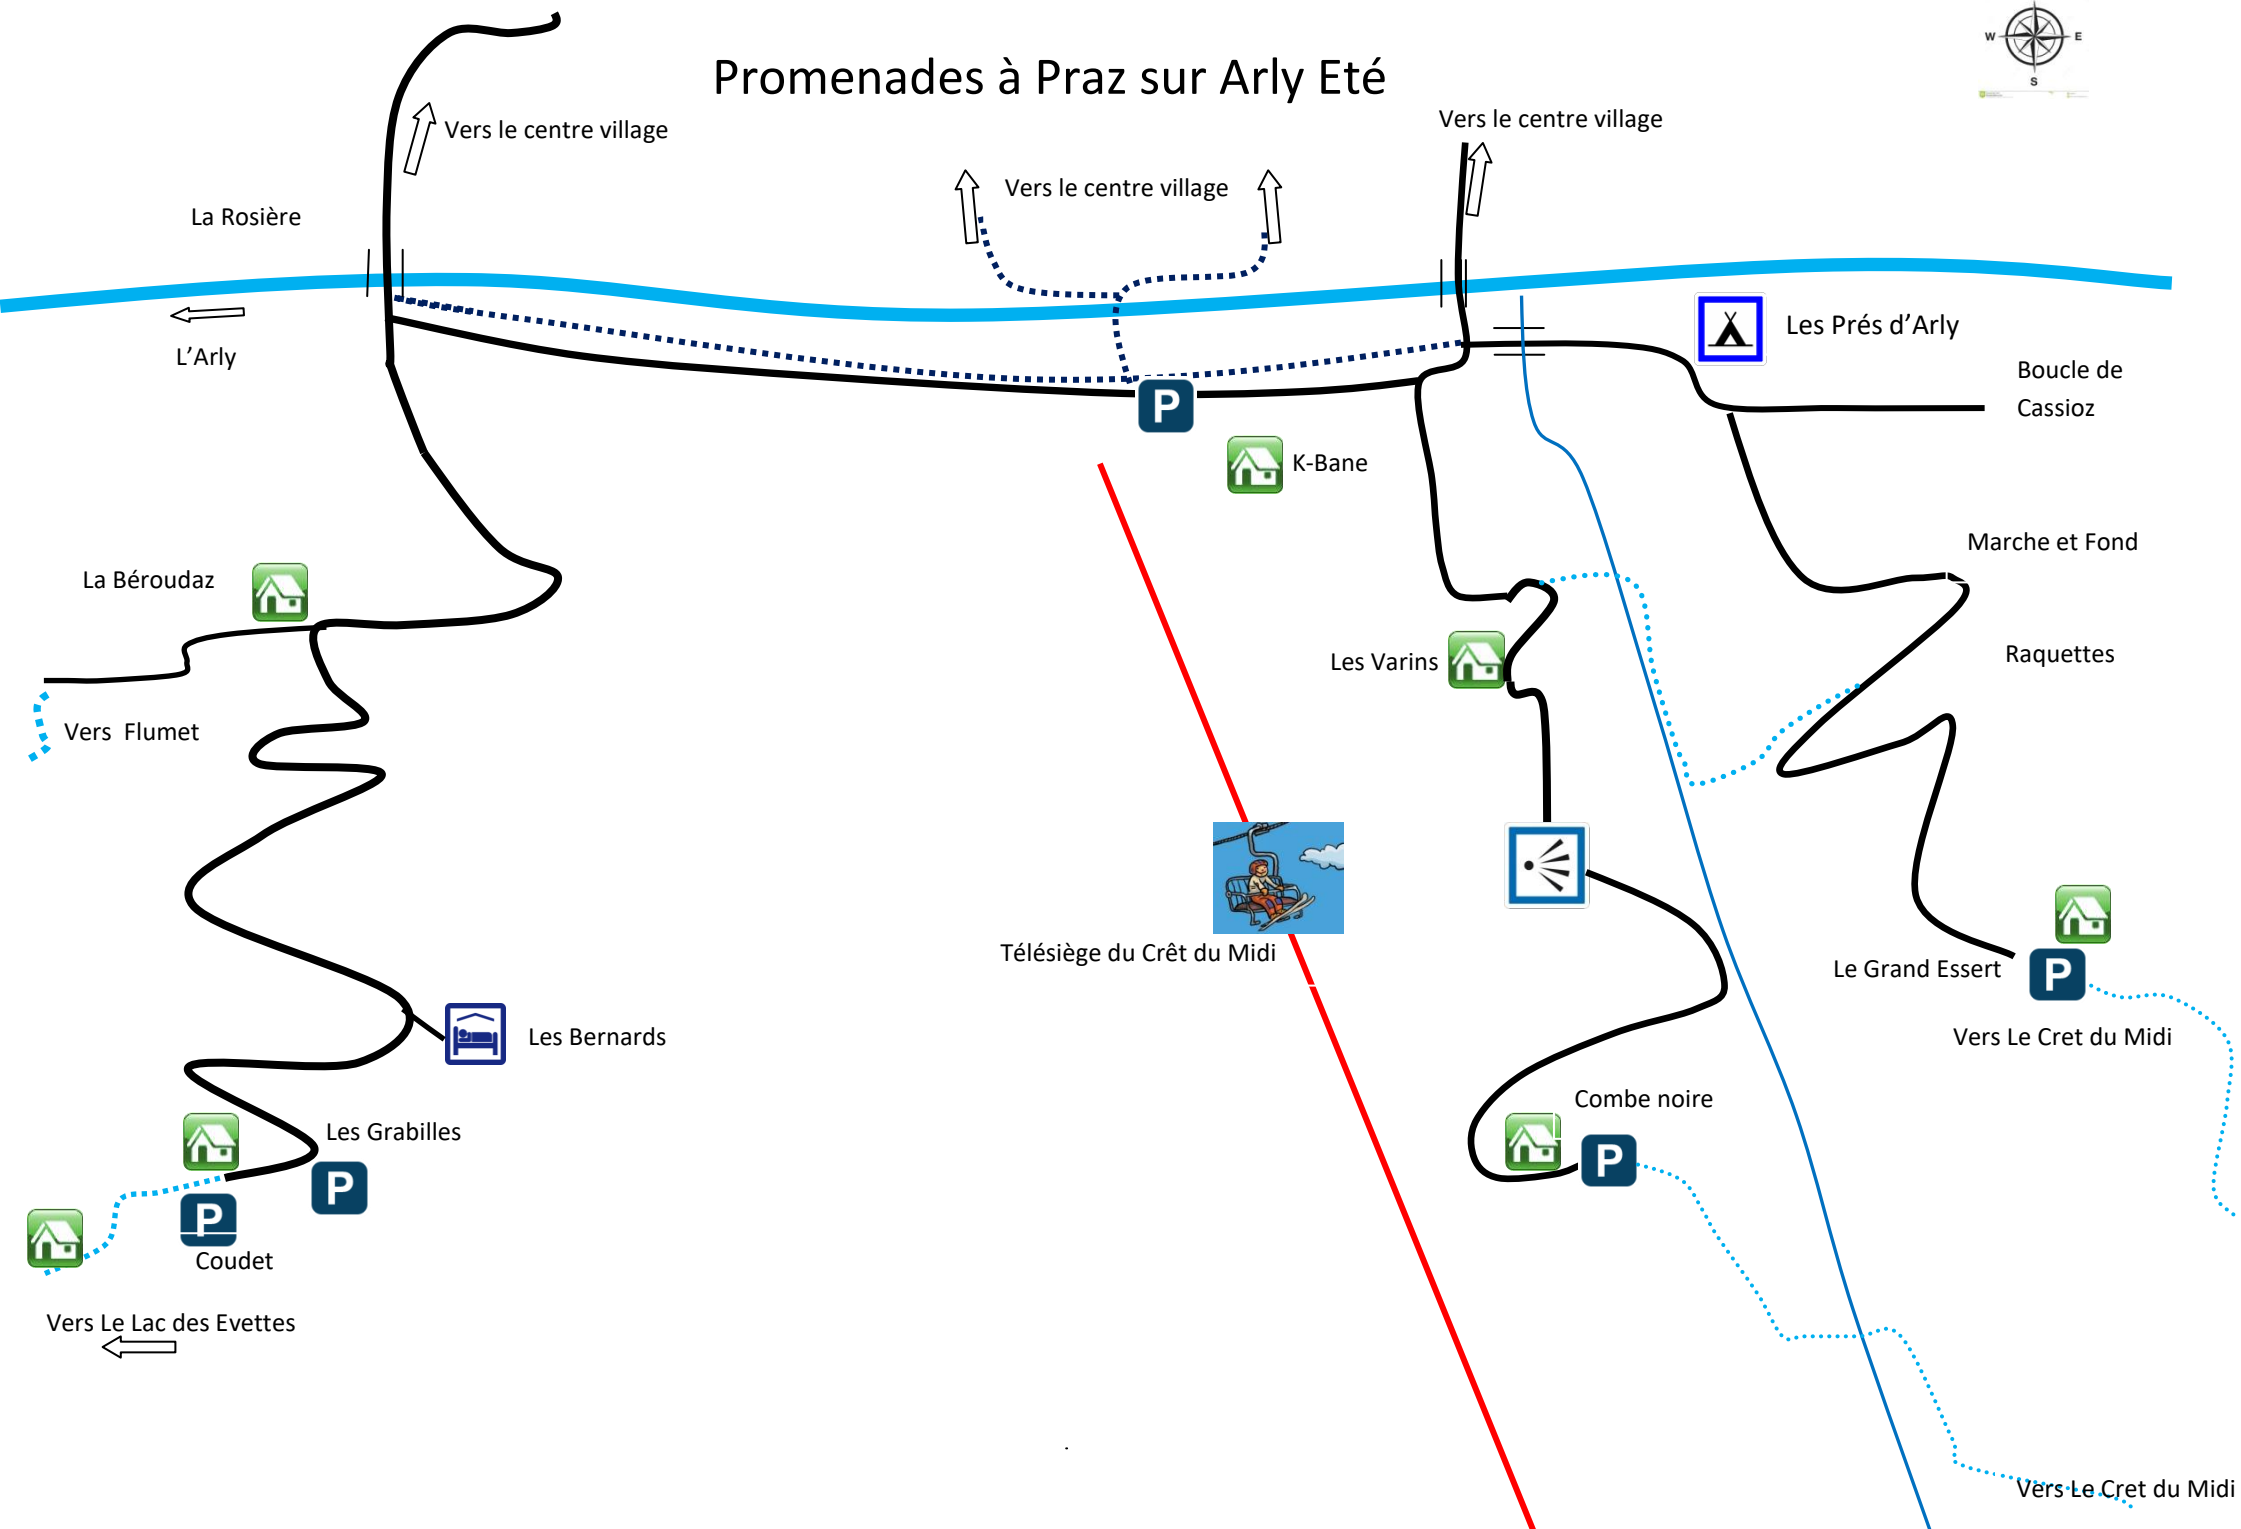 W
E
S
Promenades à Praz sur Arly Eté
Vers le centre village
Vers le centre village
Vers le centre village
La Rosière
L'Arly
Les Prés d'Arly
Boucle de
Cassioz
P
K-Bane
Marche et Fond
La Béroudaz
Raquettes
Les Varins
Vers  Flumet
Télésiège du Crêt du Midi
Le Grand Essert
P
Les Bernards
Vers Le Cret du Midi
Combe noire
Les Grabilles
P
P
P
Coudet
Vers Le Lac des Evettes
Vers Le Cret du Midi